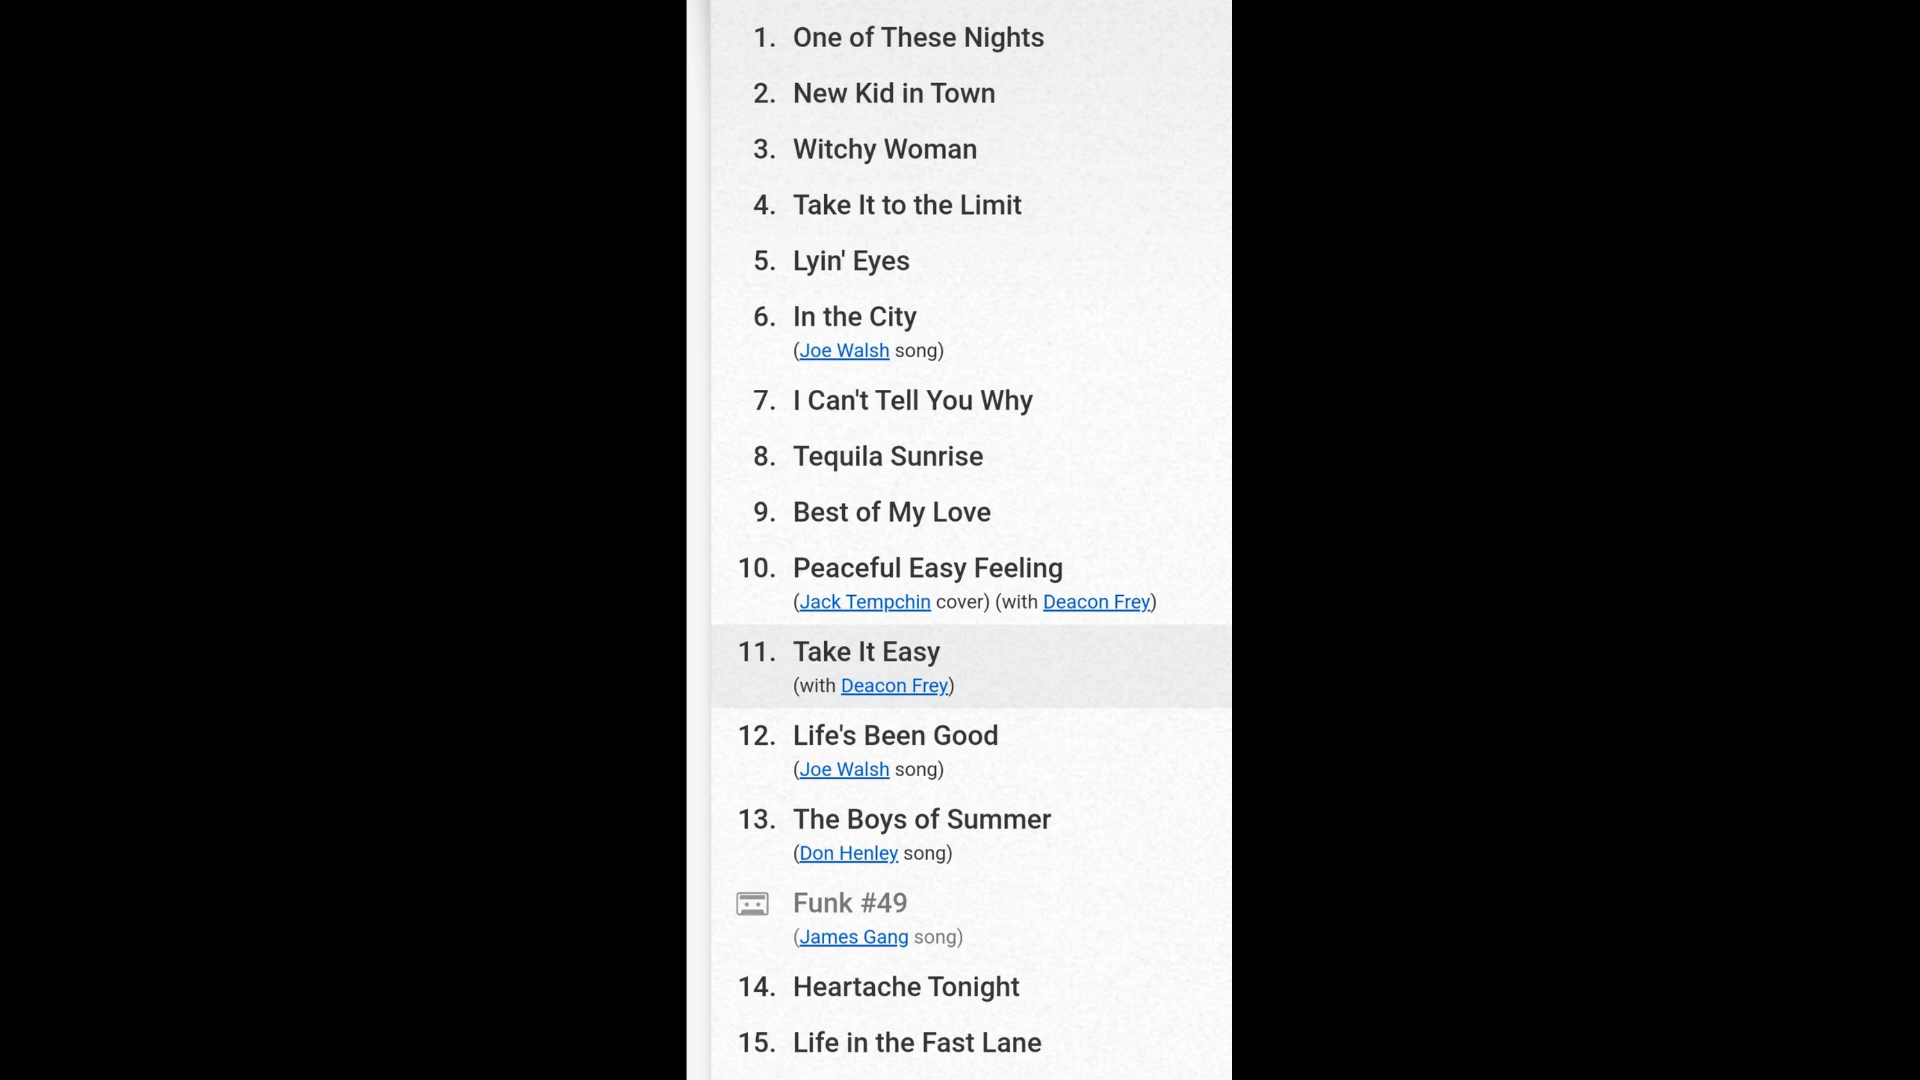 1. One of These Nights
2. New Kid in Town
3. Witchy Woman
4. Take It to the Limit
5. Lyin' Eyes
6. In the City
(Joe Walsh song)
7. I Can't Tell You Why
8. Tequila Sunrise
9. Best of My Love
10. Peaceful Easy Feeling
(Jack Tempchin cover) (with Deacon Frey)
11. Take It Easy
(with Deacon Frey)
12. Life's Been Good
(Joe Walsh song)
13. The Boys of Summer
(Don Henley song)
Funk #49
(James Gang song)
14. Heartache Tonight
15. Life in the Fast Lane